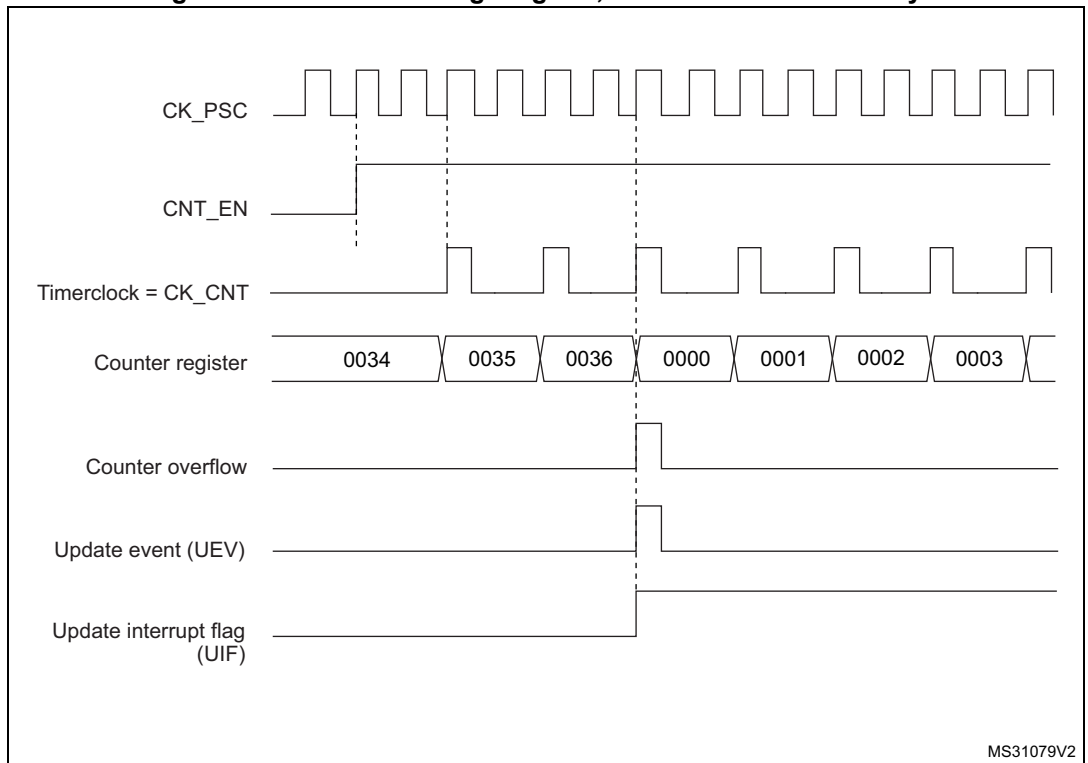 CK_PSC
CNT_EN
Timerclock = CK_CNT
Counter register
0034 0035 0036 0000 0001 0002 0003
Counter overflow
Update event (UEV)
Update interrupt flag
(UIF)
MS31079V2